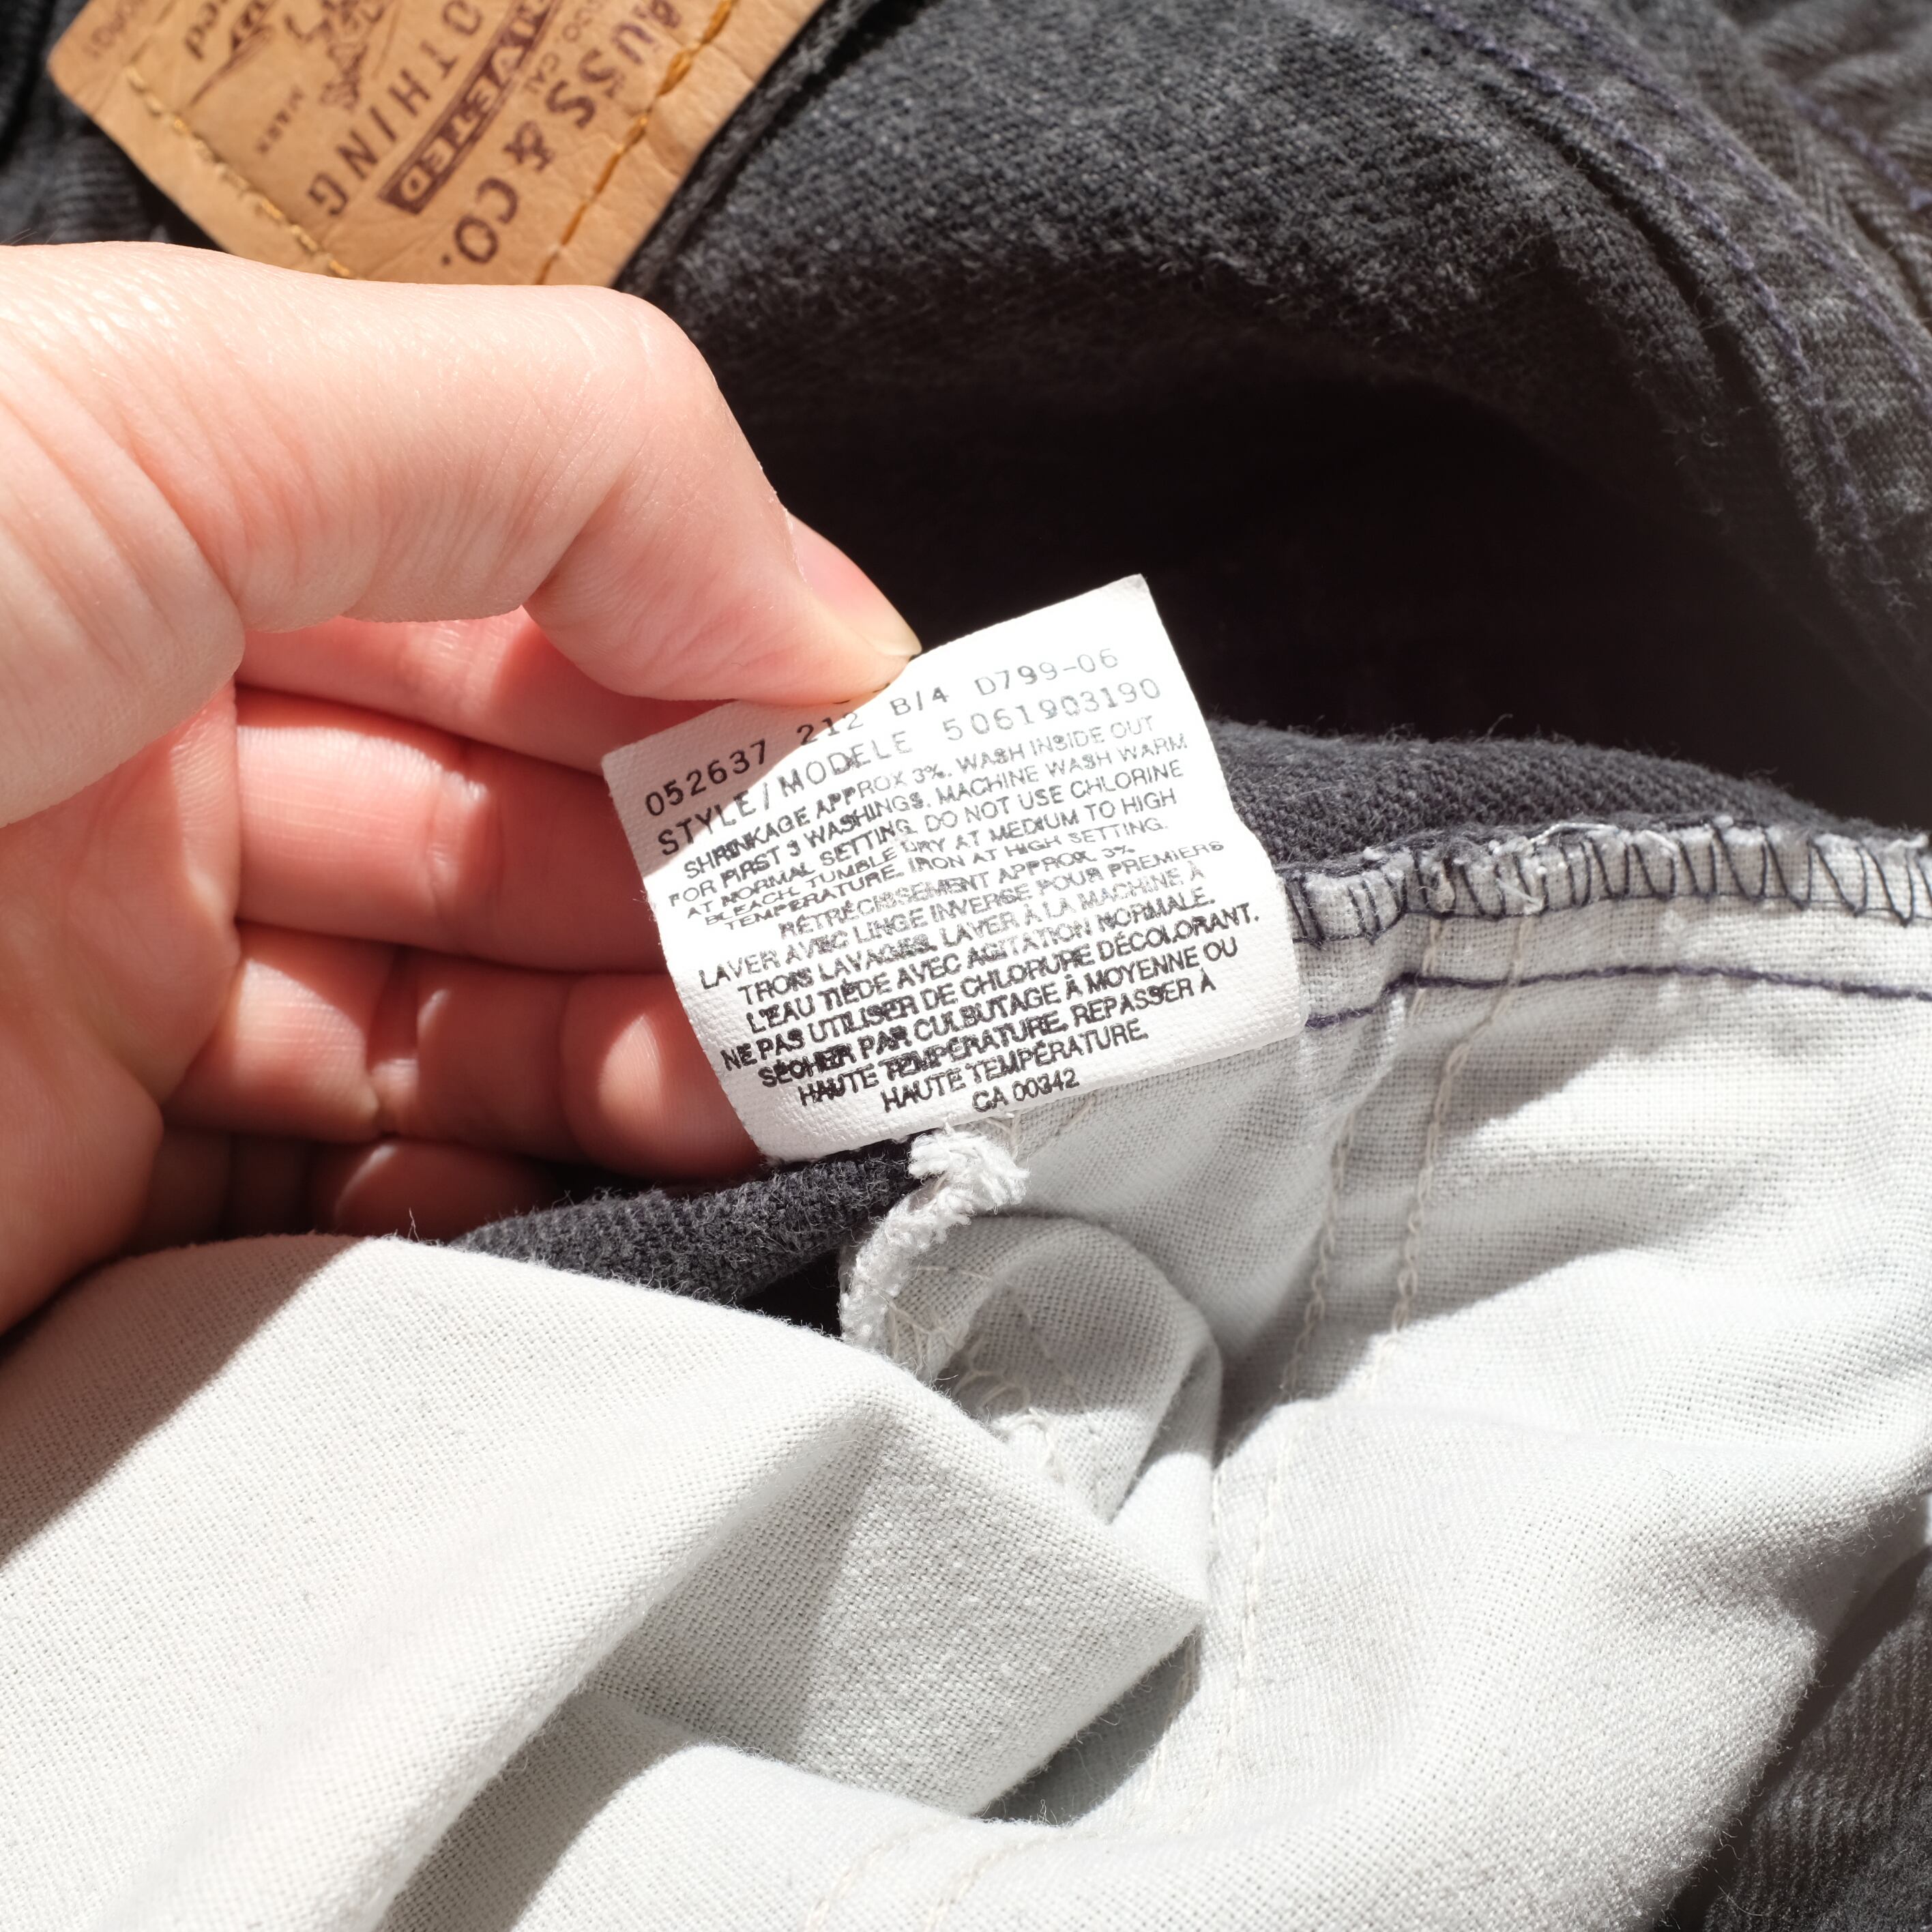 USS & CO.
CAL
OTHING
MARK
052637 212 B/4 D799-06
STYLE/MODELE 5061903190
SHRINKAGE APPROX 3%. WASH INSIDE OUT
FOR FIRST 3 WASHINGS. MACHINE WASH WARM
AT NORMAL SETTING. DO NOT USE CHLORINE
BLEACH. TUMBLE DRY AT MEDIUM TO HIGH
TEMPERATURE. IRON AT HIGH SETTING.
RÉTRÉCISSEMENT APPROX. 3%.
LAVER AVEC LINGE INVERSE POUR PREMIERS
TROIS LAVAGES. LAVER À LA MACHINE À
L'EAU TIÈDE AVEC AGITATION NORMALE.
NE PAS UTILISER DE CHLORURE DÉCOLORANT.
SÉCHER PAR CULBUTAGE À MOYENNE OU
HAUTE TEMPÉRATURE. REPASSER À
HAUTE TEMPÉRATURE.
CA 00342